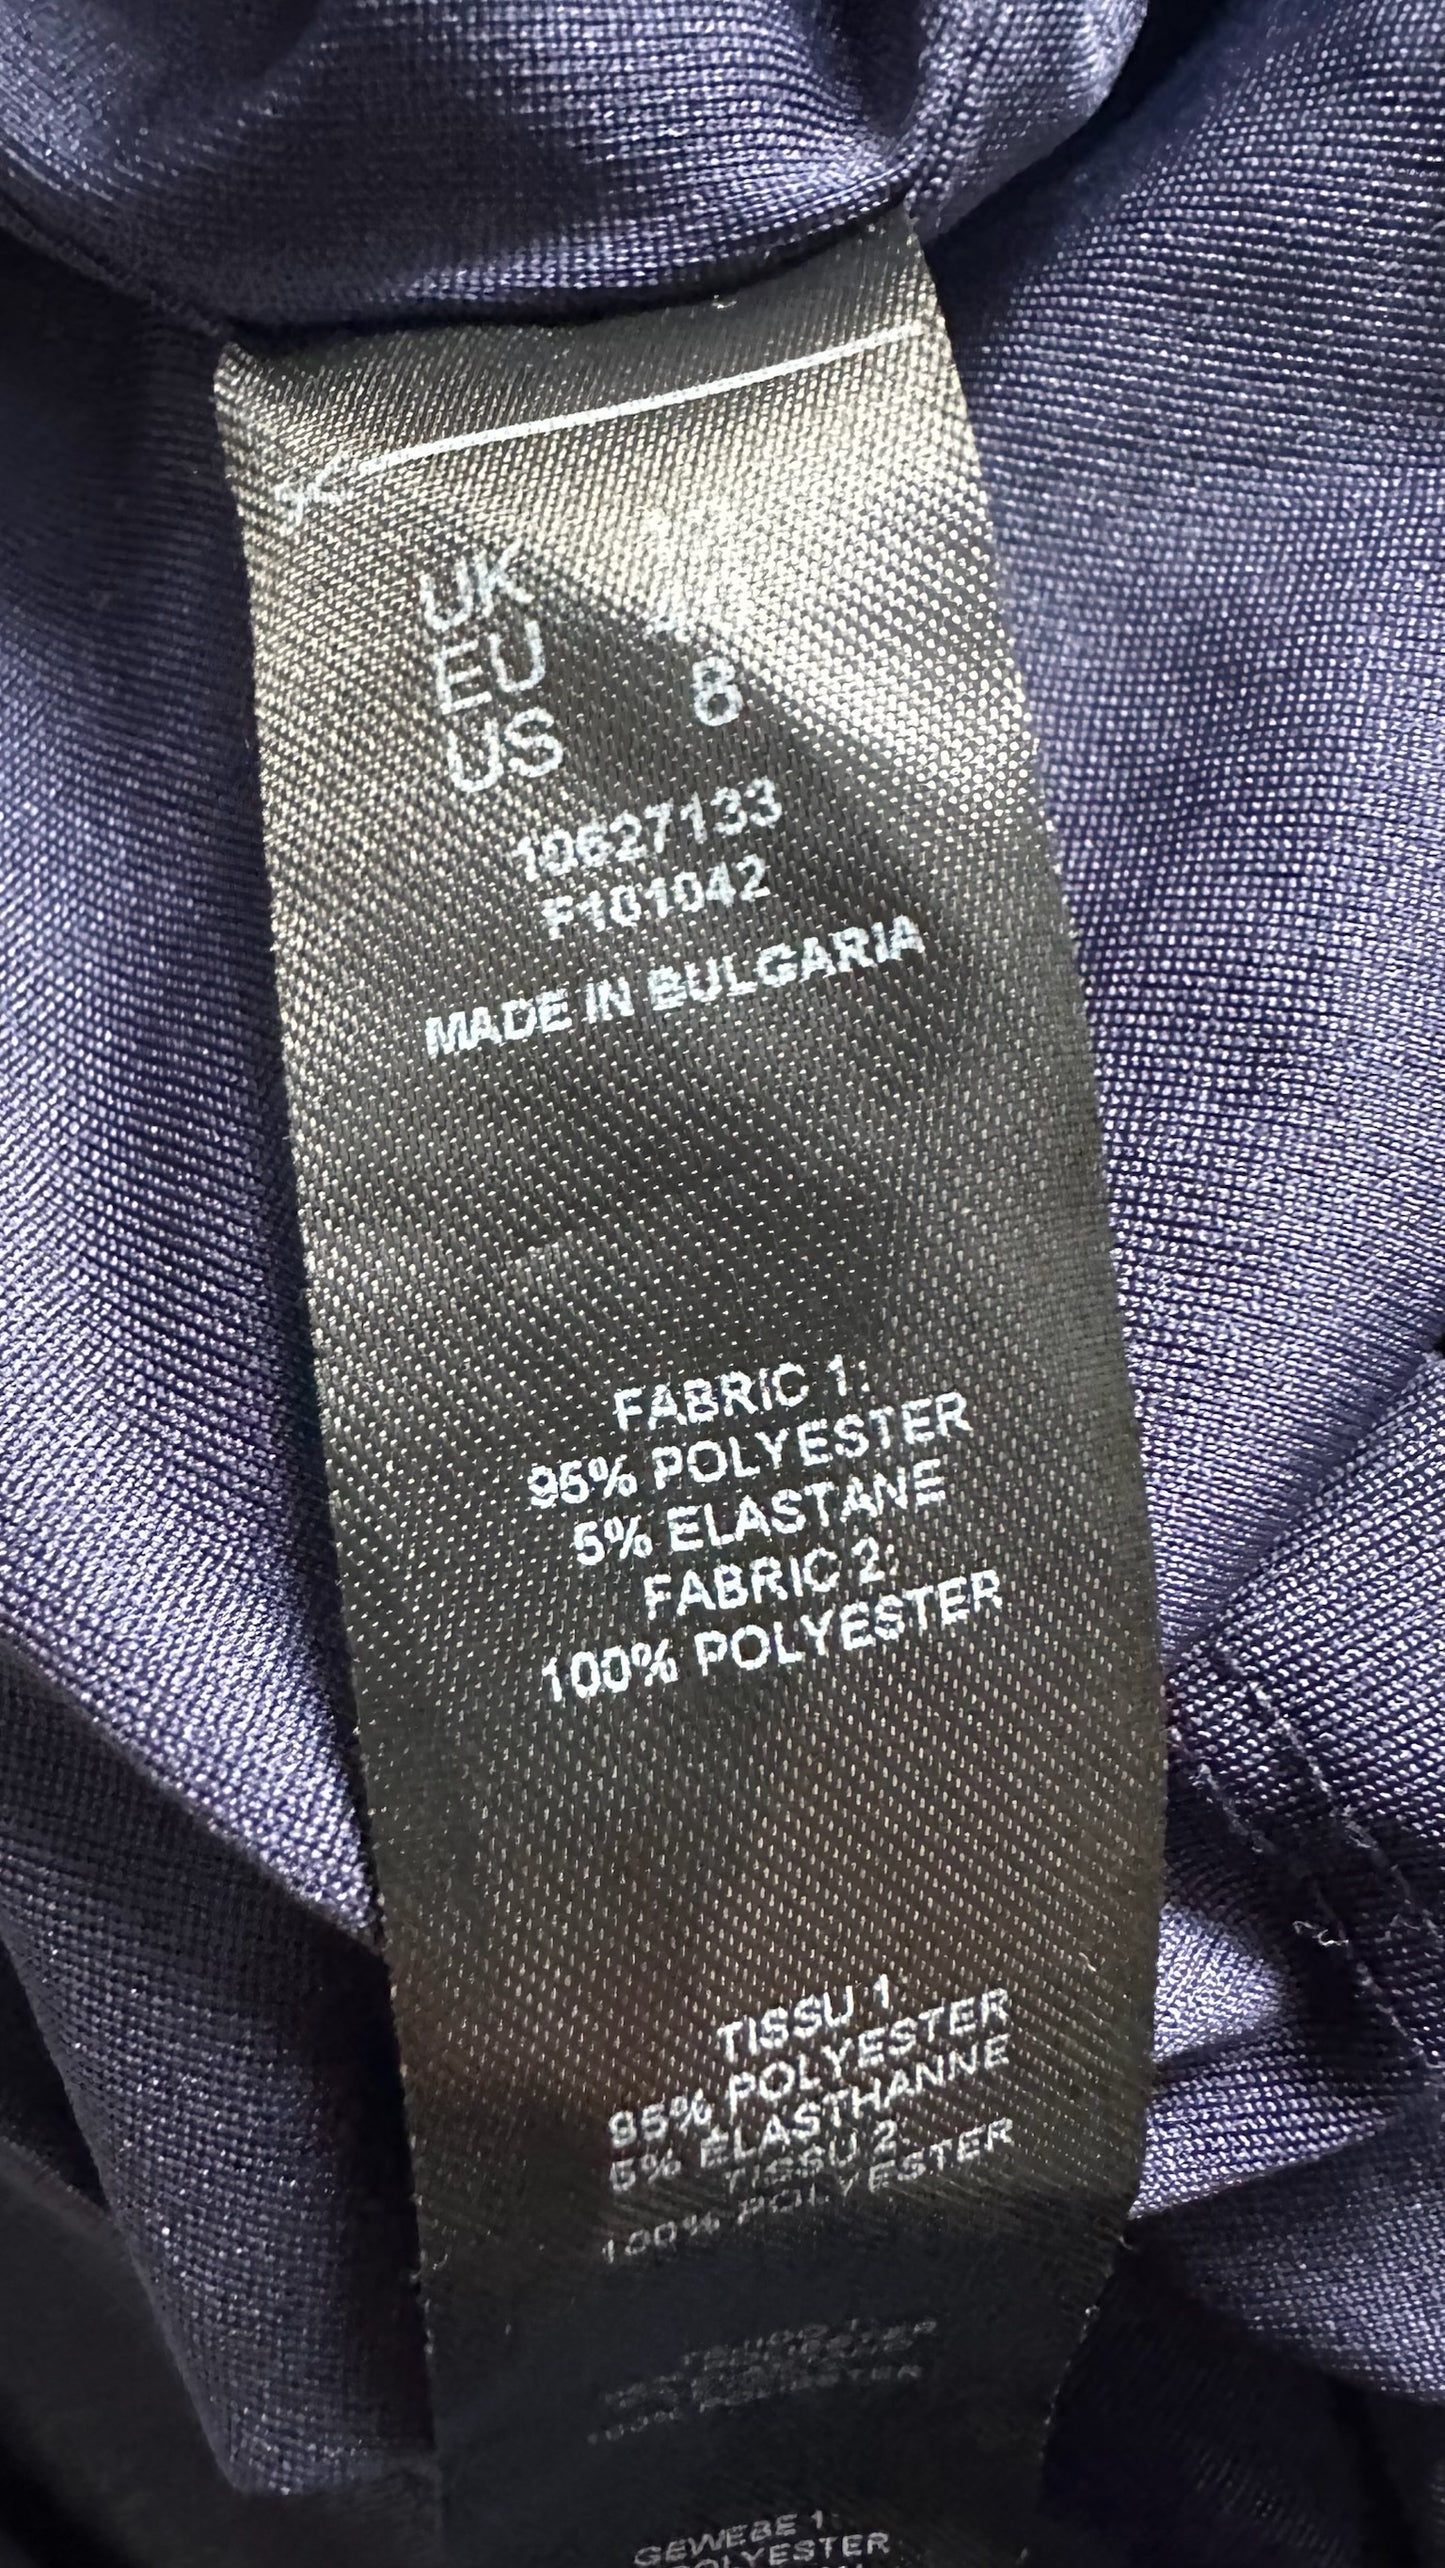 UK
EU
US 8
10627133
F101042
MADE IN BULGARIA
FABRIC 1:
95% POLYESTER
5% ELASTANE
FABRIC 2:
100% POLYESTER
TISSU 1
95% POLYESTER
5% ELASTHANNE
TISSU 2
100% POLYESTER
GEWEBE 1:
POLYESTER